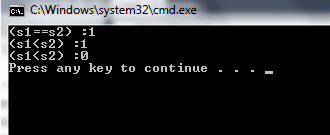 C:\Windows\system32\cmd.exe
(s1==s2) :1
(s1<s2) :1
(s1<s2) :0
Press any key to continue . . . _